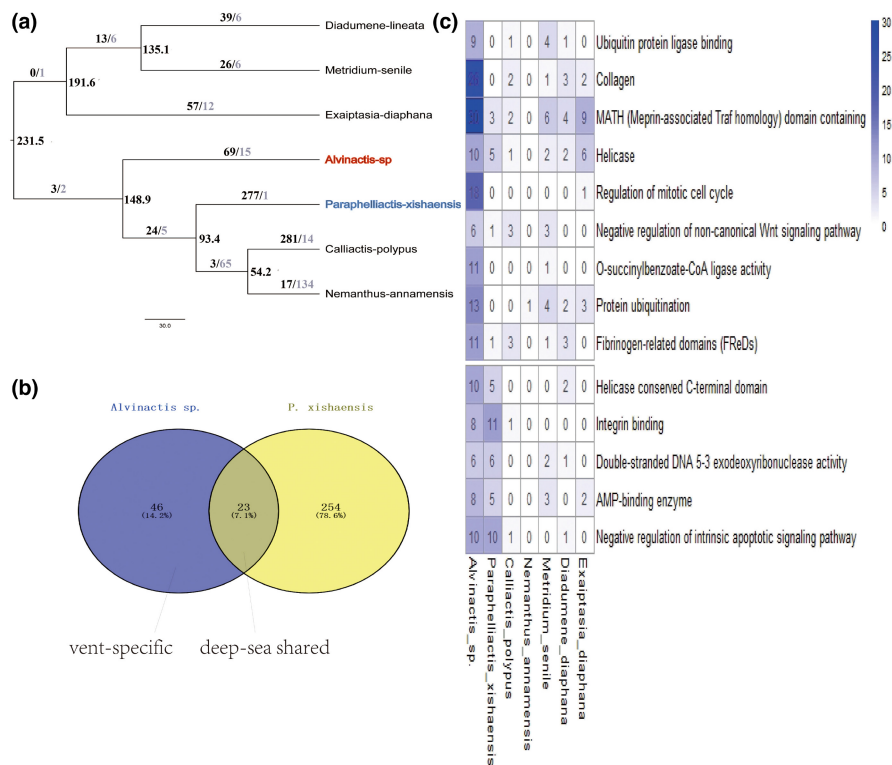 (a)
39/6 Diadumene-lineata
13/6
135.1
26/6 Metridium-senile
0/1
191.6
57/12 Exaiptasia-diaphana
231.5
69/15 Alvinactis-sp
3/2
148.9
277/1 Paraphelliactis-xishaensis
24/5
93.4
281/14 Calliactis-polypus
3/65
54.2
17/134 Nemanthus-annamensis
30.0
(b)
Alvinactis sp. P. xishaensis
46 23 254
(14.2%) (7.1%) (78.6%)
vent-specific deep-sea shared
(c)
9 0 1 0 4 1 0 Ubiquitin protein ligase binding
0 2 0 1 3 2 Collagen
3 2 0 6 4 9 MATH (Meprin-associated Traf homology) domain containing
10 5 1 0 2 2 6 Helicase
0 0 0 0 0 1 Regulation of mitotic cell cycle
6 1 3 0 3 0 0 Negative regulation of non-canonical Wnt signaling pathway
11 0 0 0 1 0 0 O-succinylbenzoate-CoA ligase activity
13 0 0 1 4 2 3 Protein ubiquitination
11 1 3 0 1 3 0 Fibrinogen-related domains (FReDs)
10 5 0 0 0 2 0 Helicase conserved C-terminal domain
8 11 1 0 0 0 0 Integrin binding
6 6 0 0 2 1 0 Double-stranded DNA 5-3 exodeoxyribonuclease activity
8 5 0 0 3 0 2 AMP-binding enzyme
10 10 1 0 0 1 0 Negative regulation of intrinsic apoptotic signaling pathway
Alvinactis_sp.
Paraphelliactis_xishaensis
Calliactis_polypus
Nemanthus_annamensis
Metridium_senile
Diadumene_diaphana
Exaiptasia_diaphana
30
25
20
15
10
5
0